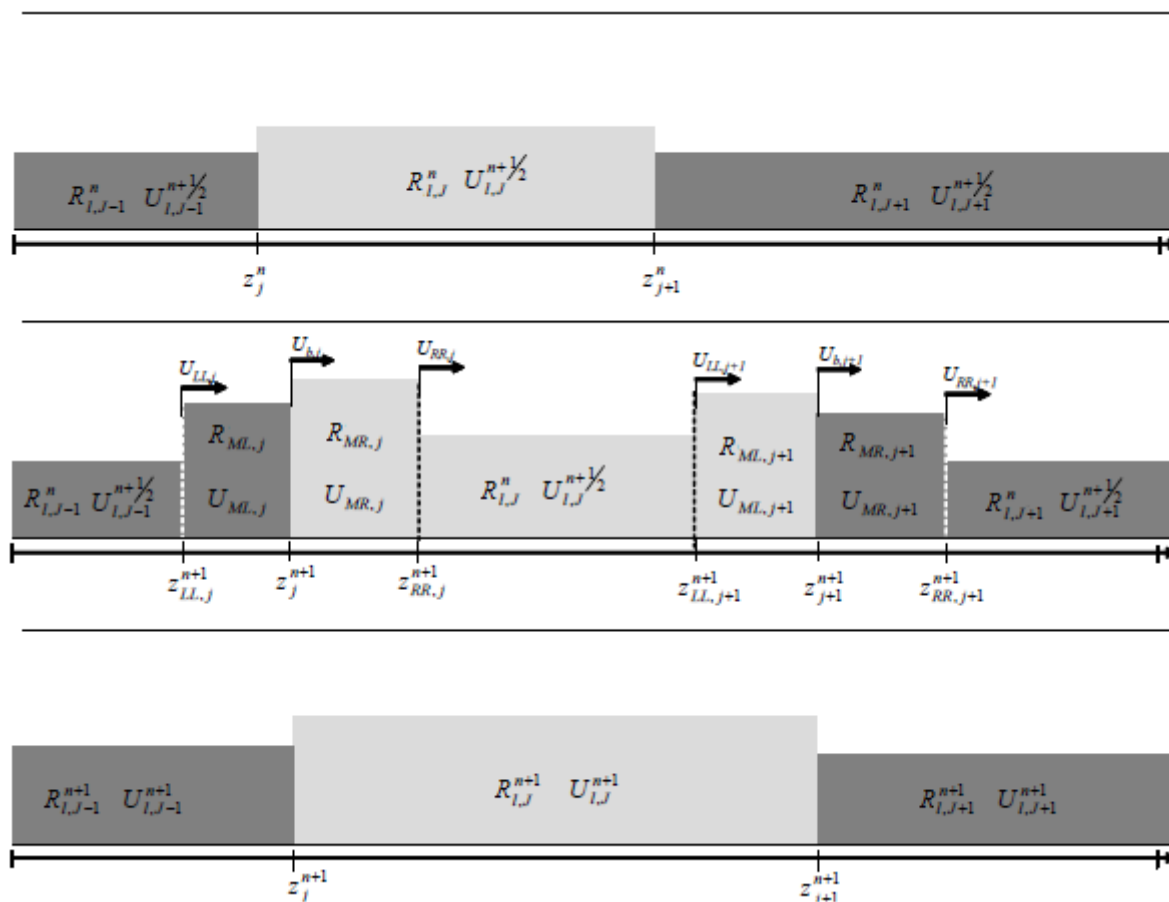 R^n_{l,J-1} U^{n+1/2}_{l,J-1} R^n_{l,J} U^{n+1/2}_{l,J} R^n_{l,J+1} U^{n+1/2}_{l,J+1}
z^n_j z^n_{j+1}
U_{LL,j} U_{b,j} U_{RR,j} U_{LL,j+1} U_{b,j+1} U_{RR,j+1}
R_{ML,j} R_{MR,j} R_{ML,j+1} R_{MR,j+1}
R^n_{l,J-1} U^{n+1/2}_{l,J-1} U_{ML,j} U_{MR,j} R^n_{l,J} U^{n+1/2}_{l,J} U_{ML,j+1} U_{MR,j+1} R^n_{l,J+1} U^{n+1/2}_{l,J+1}
z^{n+1}_{LL,j} z^{n+1}_j z^{n+1}_{RR,j} z^{n+1}_{LL,j+1} z^{n+1}_{j+1} z^{n+1}_{RR,j+1}
R^{n+1}_{l,J-1} U^{n+1}_{l,J-1} R^{n+1}_{l,J} U^{n+1}_{l,J} R^{n+1}_{l,J+1} U^{n+1}_{l,J+1}
z^{n+1}_j z^{n+1}_{j+1}